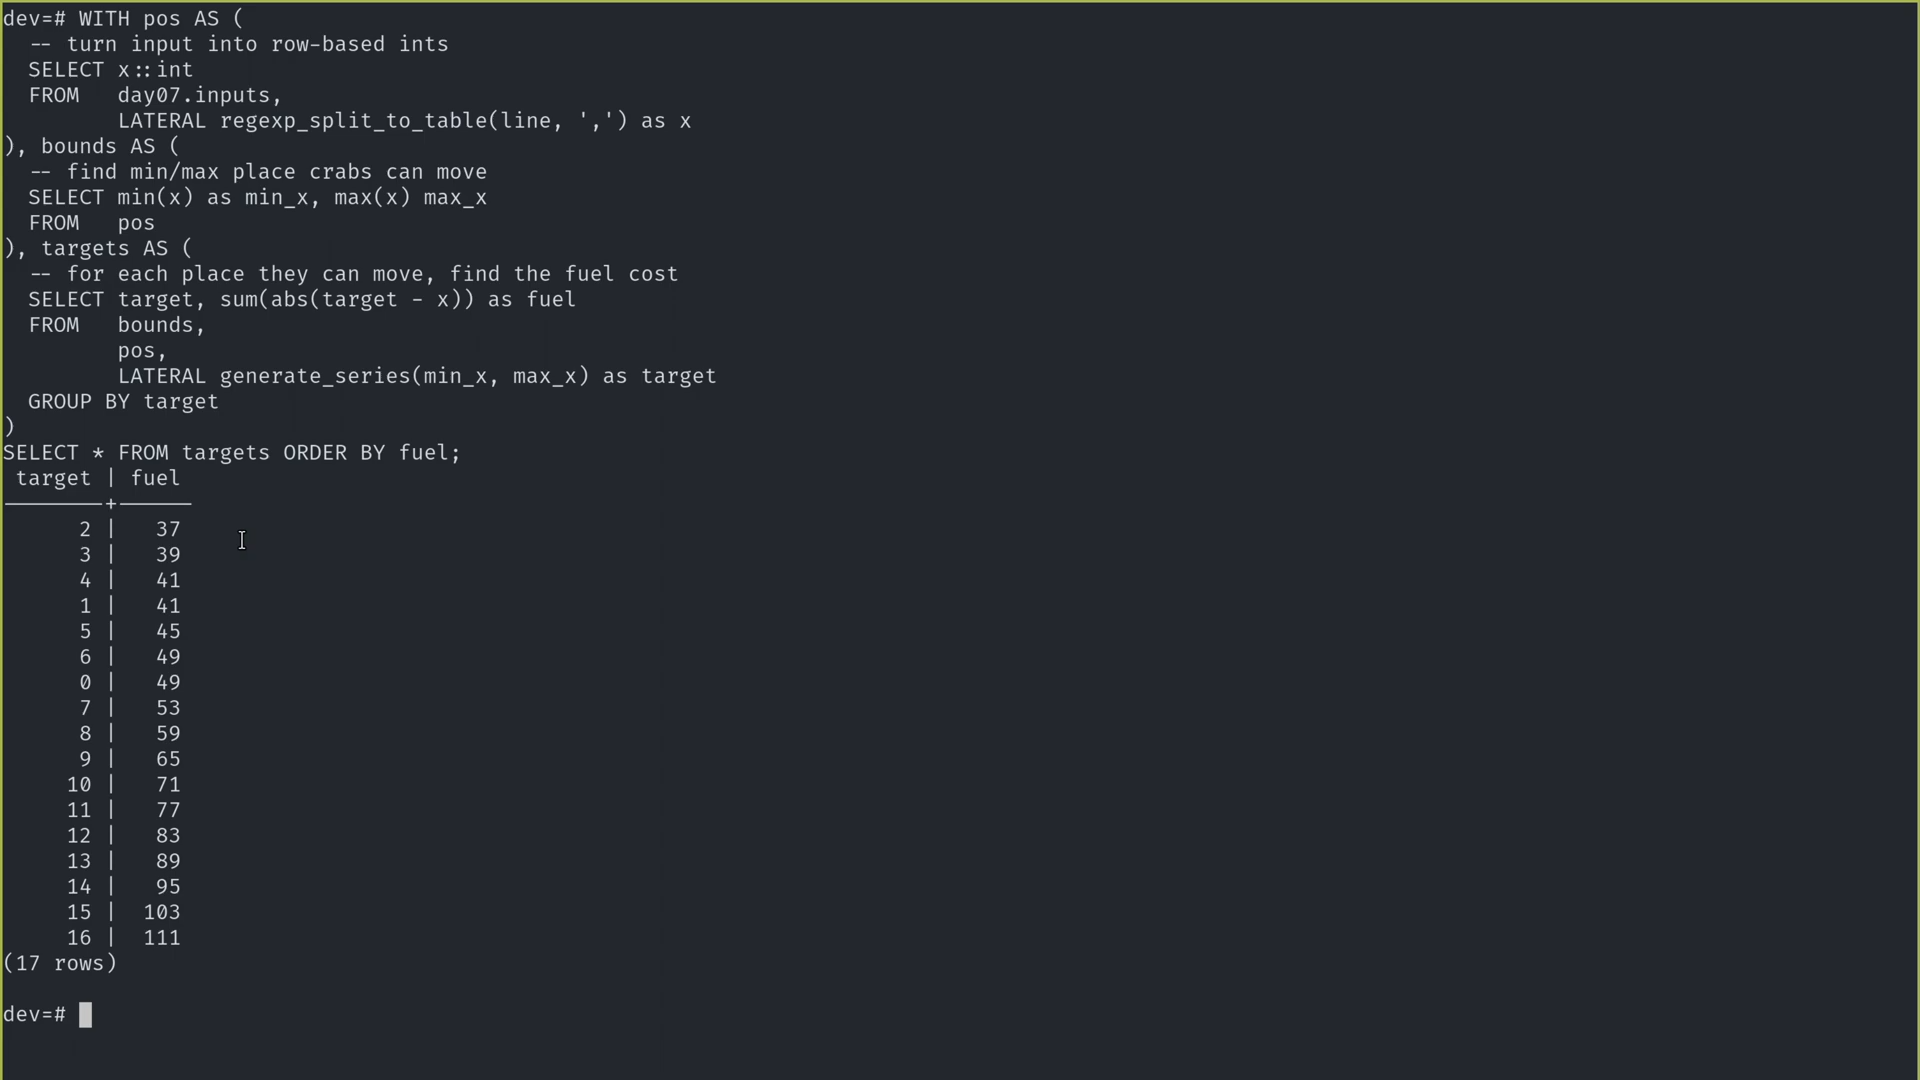 dev=# WITH pos AS (
  -- turn input into row-based ints
  SELECT x::int
  FROM   day07.inputs,
         LATERAL regexp_split_to_table(line, ',') as x
), bounds AS (
  -- find min/max place crabs can move
  SELECT min(x) as min_x, max(x) max_x
  FROM   pos
), targets AS (
  -- for each place they can move, find the fuel cost
  SELECT target, sum(abs(target - x)) as fuel
  FROM   bounds,
         pos,
         LATERAL generate_series(min_x, max_x) as target
  GROUP BY target
)
SELECT * FROM targets ORDER BY fuel;
 target | fuel
--------+------
      2 |   37
      3 |   39
      4 |   41
      1 |   41
      5 |   45
      6 |   49
      0 |   49
      7 |   53
      8 |   59
      9 |   65
     10 |   71
     11 |   77
     12 |   83
     13 |   89
     14 |   95
     15 |  103
     16 |  111
(17 rows)
dev=#